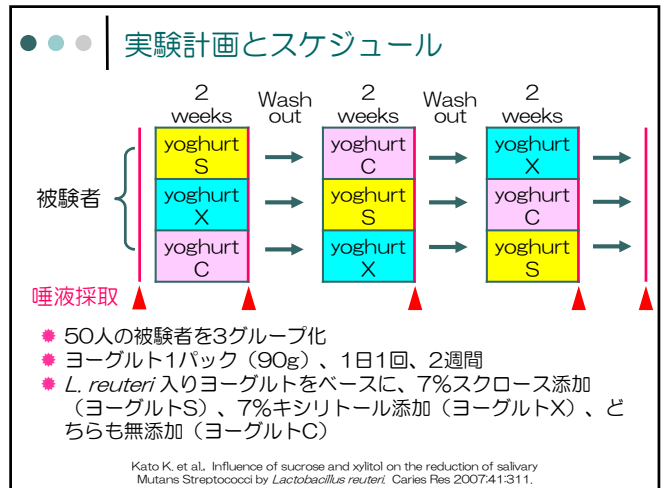 実験計画とスケジュール
2 weeks
Wash out
2 weeks
Wash out
2 weeks
被験者
yoghurt S
yoghurt C
yoghurt X
yoghurt X
yoghurt S
yoghurt C
yoghurt C
yoghurt X
yoghurt S
唾液採取
50人の被験者を3グループ化
ヨーグルト1パック（90g）、1日1回、2週間
L. reuteri 入りヨーグルトをベースに、7%スクロース添加
（ヨーグルトS）、7%キシリトール添加（ヨーグルトX）、ど
ちらも無添加（ヨーグルトC）
Kato K. et al., Influence of sucrose and xylitol on the reduction of salivary
Mutans Streptococci by Lactobacillus reuteri. Caries Res 2007:41:311.